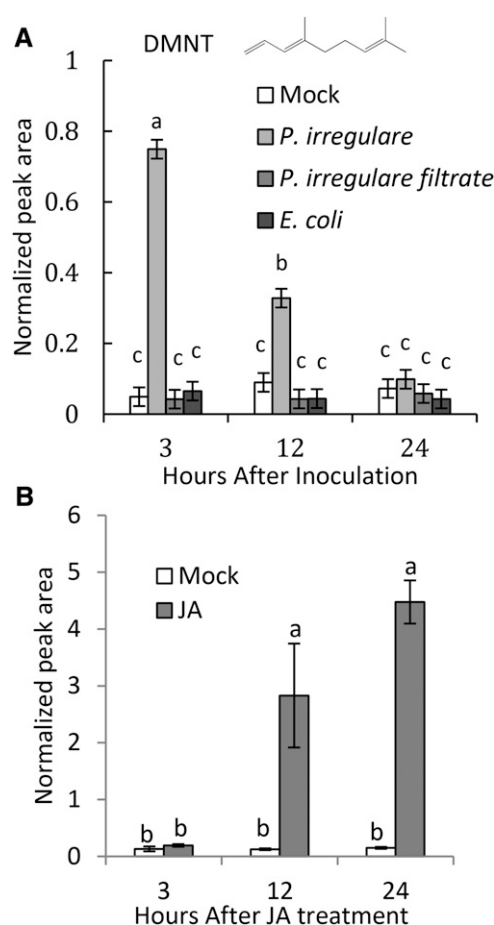 A
DMNT
1
Mock
P. irregulare
P. irregulare filtrate
E. coli
0.8
0.6
0.4
0.2
0
Normalized peak area
a
b
c c c
c c c
c c c c
3 12 24
Hours After Inoculation
B
6
5
4
3
2
1
0
Normalized peak area
Mock
JA
a
a
b b b b
3 12 24
Hours After JA treatment